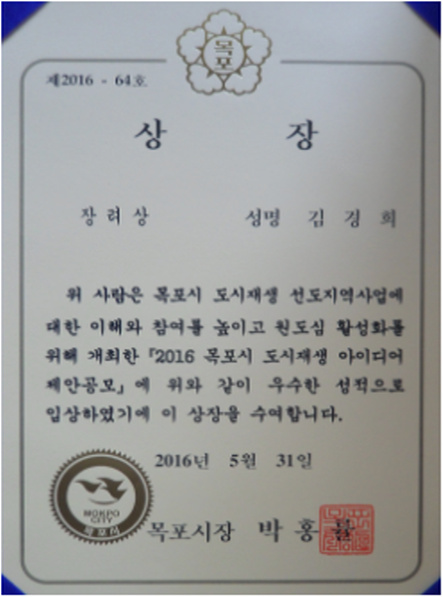 목포
제2016 - 64호
상 장
장려상 성명 김 경 희
위 사람은 목포시 도시재생 선도지역사업에
대한 이해와 참여를 높이고 원도심 활성화를
위해 개최한 「2016 목포시 도시재생 아이디어
제안공모」에 위와 같이 우수한 성적으로
입상하였기에 이 상장을 수여합니다.
2016년 5월 31일
MOKPO
CITY
목포시
목포시장 박 홍 률